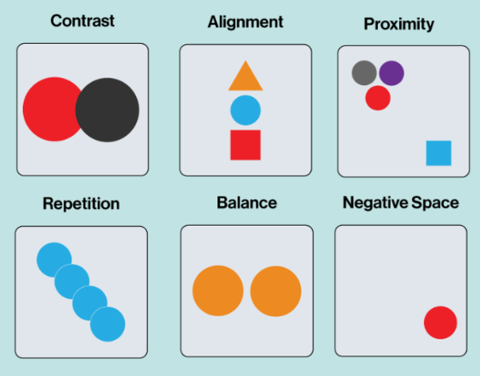 Contrast
Alignment
Proximity
Repetition
Balance
Negative Space